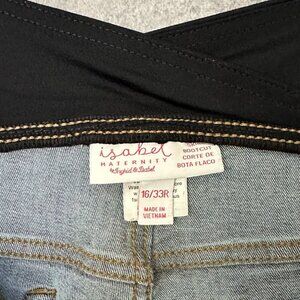 isabel
MATERNITY
by Ingrid & Isabel
BOOTCUT
CORTE DE
BOTA FLACO
16/33R
MADE IN
VIETNAM